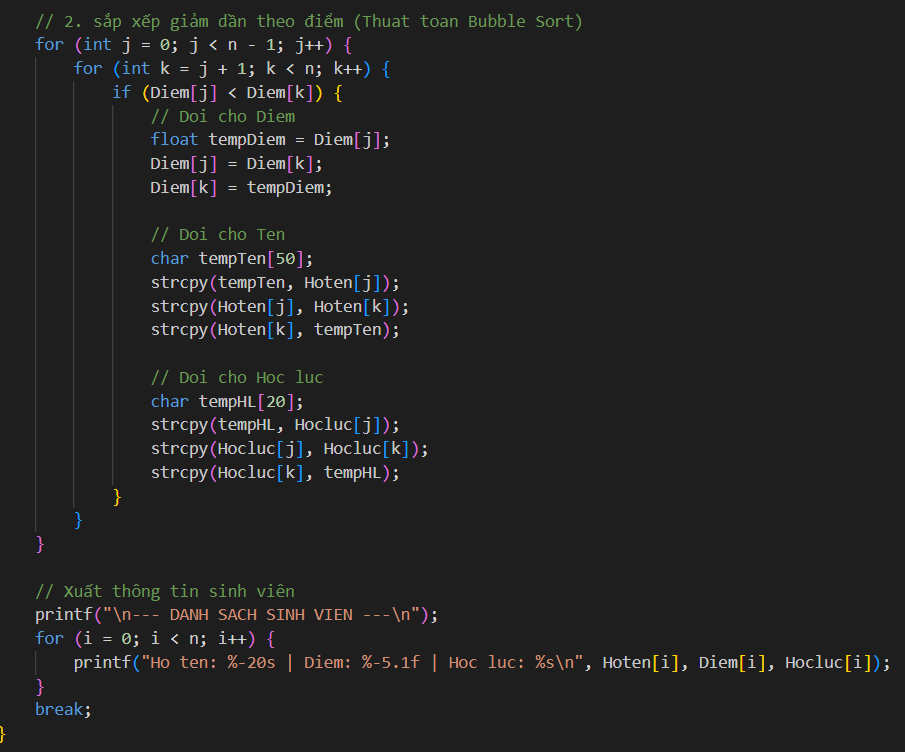 // 2. sắp xếp giảm dần theo điểm (Thuat toan Bubble Sort)
for (int j = 0; j < n - 1; j++) {
for (int k = j + 1; k < n; k++) {
if (Diem[j] < Diem[k]) {
// Doi cho Diem
float tempDiem = Diem[j];
Diem[j] = Diem[k];
Diem[k] = tempDiem;
// Doi cho Ten
char tempTen[50];
strcpy(tempTen, Hoten[j]);
strcpy(Hoten[j], Hoten[k]);
strcpy(Hoten[k], tempTen);
// Doi cho Hoc luc
char tempHL[20];
strcpy(tempHL, Hocluc[j]);
strcpy(Hocluc[j], Hocluc[k]);
strcpy(Hocluc[k], tempHL);
}
}
}
// Xuất thông tin sinh viên
printf("\n--- DANH SACH SINH VIEN ---\n");
for (i = 0; i < n; i++) {
printf("Ho ten: %-20s | Diem: %-5.1f | Hoc luc: %s\n", Hoten[i], Diem[i], Hocluc[i]);
}
break;
}